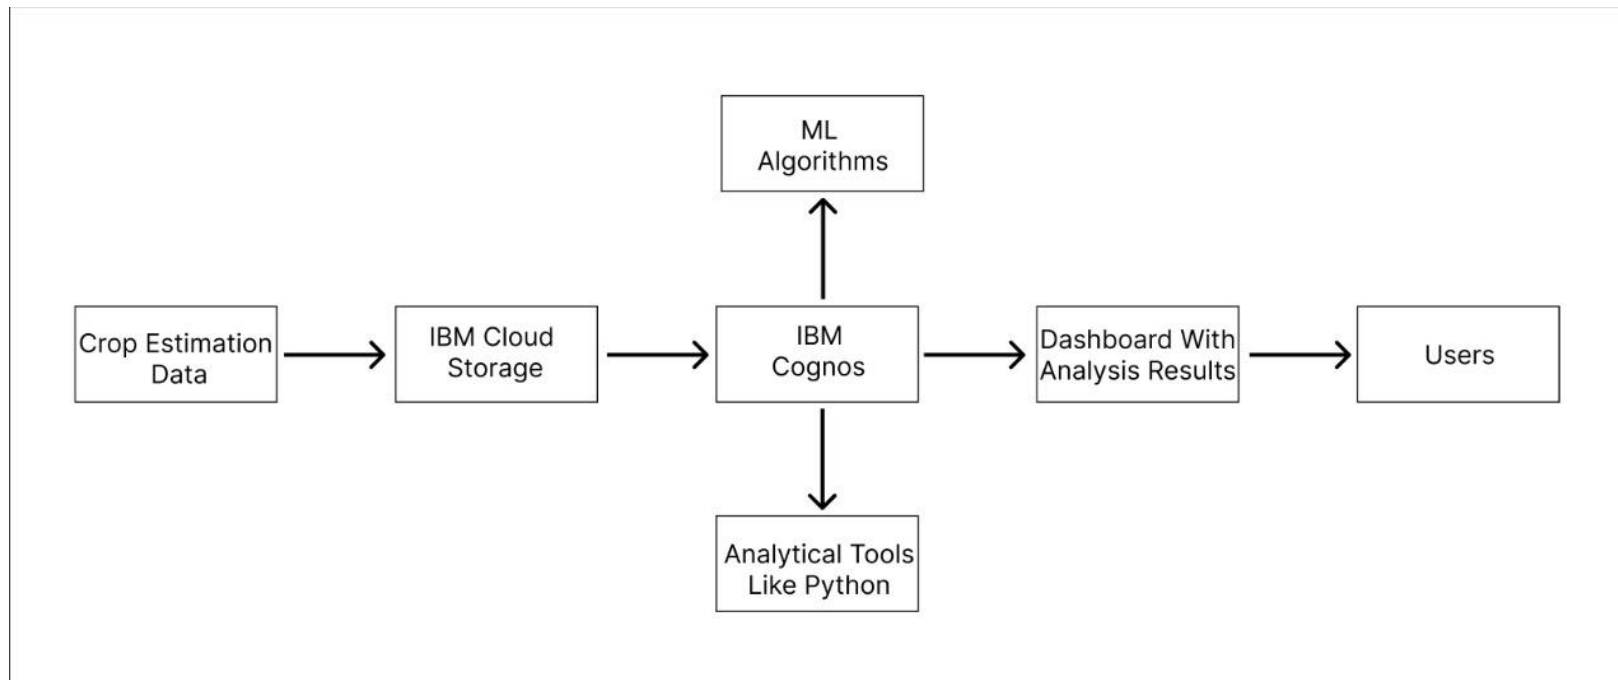 ML
Algorithms
Crop Estimation
Data
IBM Cloud
Storage
IBM
Cognos
Dashboard With
Analysis Results
Users
Analytical Tools
Like Python